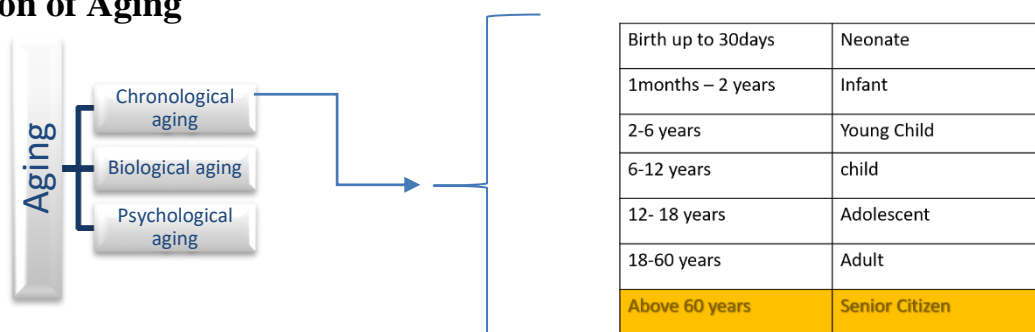 on of Aging
Aging
Chronological
aging
Biological aging
Psychological
aging
Birth up to 30days Neonate
1months – 2 years Infant
2-6 years Young Child
6-12 years child
12- 18 years Adolescent
18-60 years Adult
Above 60 years Senior Citizen